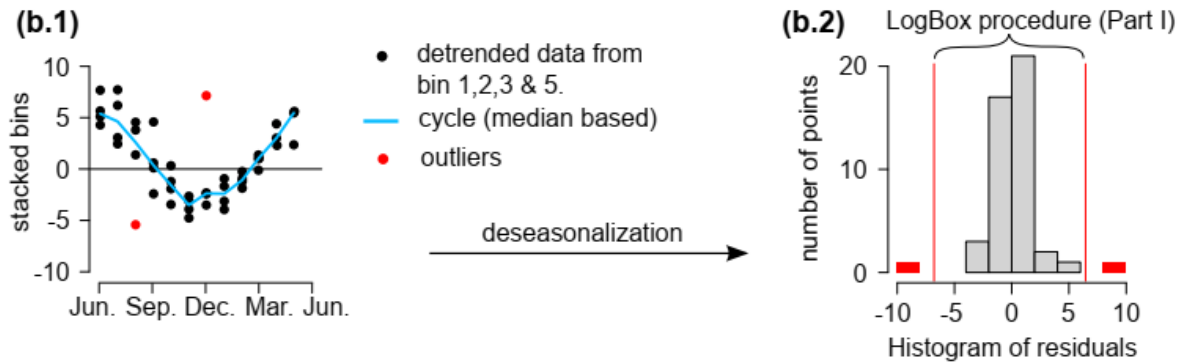 (b.1)
10
5
0
-5
-10
stacked bins
Jun. Sep. Dec. Mar. Jun.
detrended data from
bin 1,2,3 & 5.
cycle (median based)
outliers
deseasonalization
(b.2)
LogBox procedure (Part I)
20
10
0
number of points
-10 -5 0 5 10
Histogram of residuals